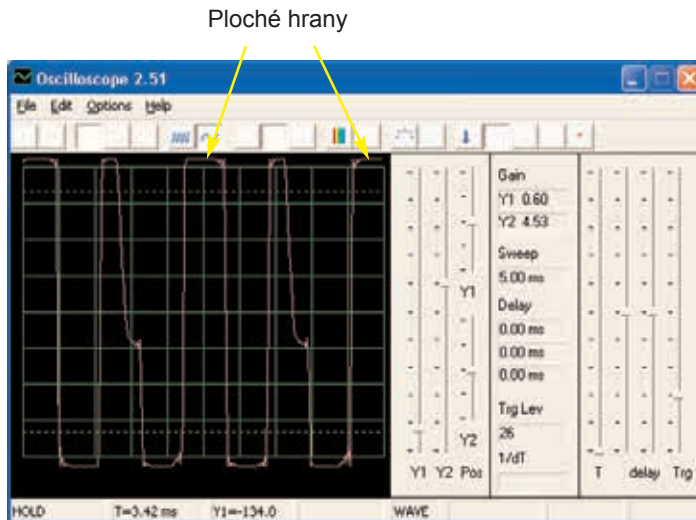 Ploché hrany
Oscilloscope 2.51
File Edit Options Help
Gain
Y1 0.60
Y2 4.53
Sweep
5.00 ms
Y1
Delay
0.00 ms
0.00 ms
0.00 ms
Trg Lev
26
Y2
1/dT
Y1 Y2 Pos
T delay Trg
HOLD T=3.42 ms Y1=-134.0 WAVE